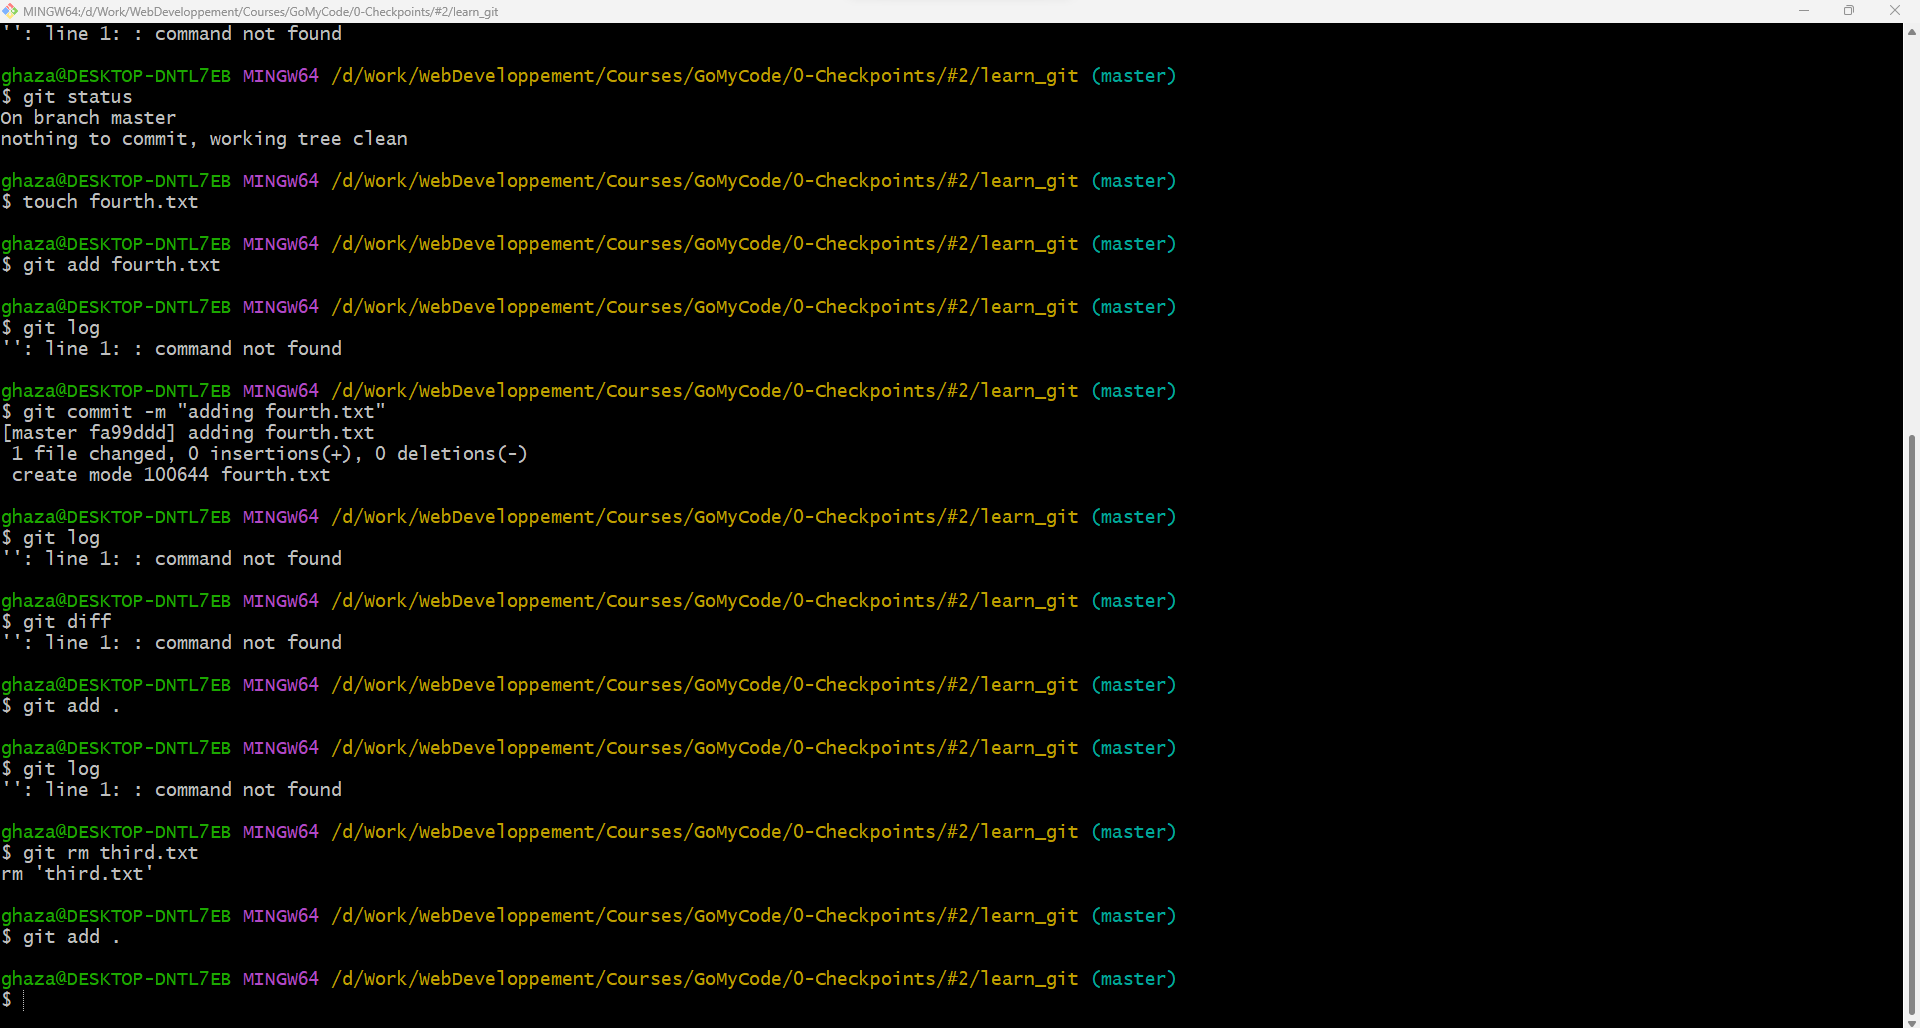 MINGW64:/d/Work/WebDeveloppement/Courses/GoMyCode/0-Checkpoints/#2/learn_git
'': line 1: : command not found
ghaza@DESKTOP-DNTL7EB MINGW64 /d/Work/WebDeveloppement/Courses/GoMyCode/0-Checkpoints/#2/learn_git (master)
$ git status
On branch master
nothing to commit, working tree clean
ghaza@DESKTOP-DNTL7EB MINGW64 /d/Work/WebDeveloppement/Courses/GoMyCode/0-Checkpoints/#2/learn_git (master)
$ touch fourth.txt
ghaza@DESKTOP-DNTL7EB MINGW64 /d/Work/WebDeveloppement/Courses/GoMyCode/0-Checkpoints/#2/learn_git (master)
$ git add fourth.txt
ghaza@DESKTOP-DNTL7EB MINGW64 /d/Work/WebDeveloppement/Courses/GoMyCode/0-Checkpoints/#2/learn_git (master)
$ git log
'': line 1: : command not found
ghaza@DESKTOP-DNTL7EB MINGW64 /d/Work/WebDeveloppement/Courses/GoMyCode/0-Checkpoints/#2/learn_git (master)
$ git commit -m "adding fourth.txt"
[master fa99ddd] adding fourth.txt
 1 file changed, 0 insertions(+), 0 deletions(-)
 create mode 100644 fourth.txt
ghaza@DESKTOP-DNTL7EB MINGW64 /d/Work/WebDeveloppement/Courses/GoMyCode/0-Checkpoints/#2/learn_git (master)
$ git log
'': line 1: : command not found
ghaza@DESKTOP-DNTL7EB MINGW64 /d/Work/WebDeveloppement/Courses/GoMyCode/0-Checkpoints/#2/learn_git (master)
$ git diff
'': line 1: : command not found
ghaza@DESKTOP-DNTL7EB MINGW64 /d/Work/WebDeveloppement/Courses/GoMyCode/0-Checkpoints/#2/learn_git (master)
$ git add .
ghaza@DESKTOP-DNTL7EB MINGW64 /d/Work/WebDeveloppement/Courses/GoMyCode/0-Checkpoints/#2/learn_git (master)
$ git log
'': line 1: : command not found
ghaza@DESKTOP-DNTL7EB MINGW64 /d/Work/WebDeveloppement/Courses/GoMyCode/0-Checkpoints/#2/learn_git (master)
$ git rm third.txt
rm 'third.txt'
ghaza@DESKTOP-DNTL7EB MINGW64 /d/Work/WebDeveloppement/Courses/GoMyCode/0-Checkpoints/#2/learn_git (master)
$ git add .
ghaza@DESKTOP-DNTL7EB MINGW64 /d/Work/WebDeveloppement/Courses/GoMyCode/0-Checkpoints/#2/learn_git (master)
$